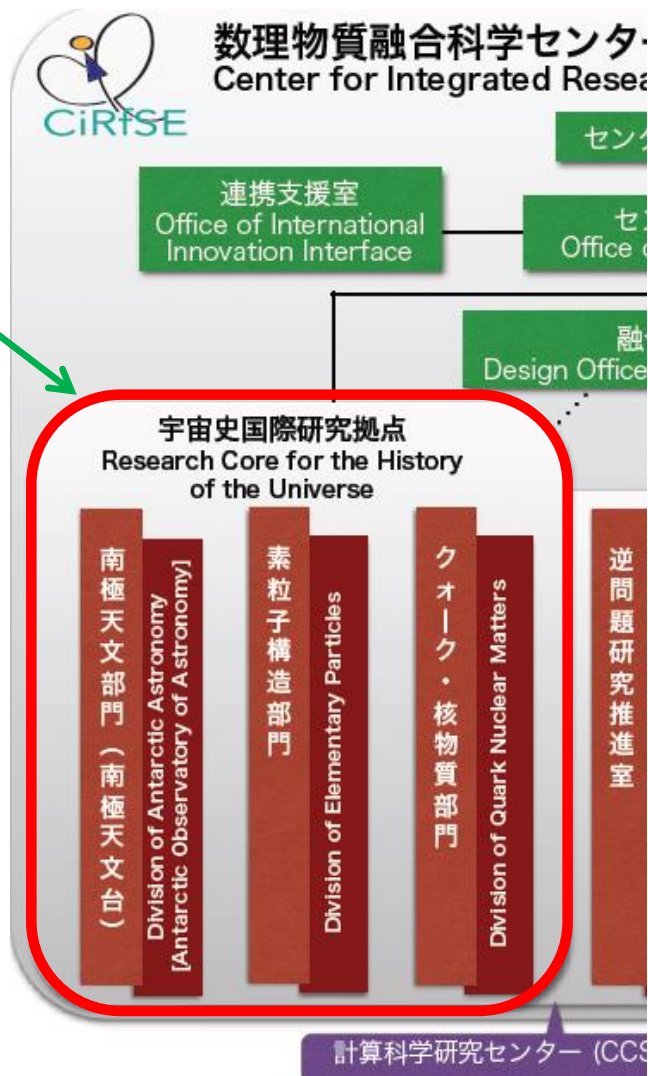 CiRfSE
数理物質融合科学センター
Center for Integrated Resea
センタ
連携支援室
Office of International
Innovation Interface
セン
Office
融
Design Office
宇宙史国際研究拠点
Research Core for the History
of the Universe
南極天文部門（南極天文台）
Division of Antarctic Astronomy
[Antarctic Observatory of Astronomy]
素粒子構造部門
Division of Elementary Particles
クォーク・核物質部門
Division of Quark Nuclear Matters
逆問題研究推進室
計算科学研究センター (CCS